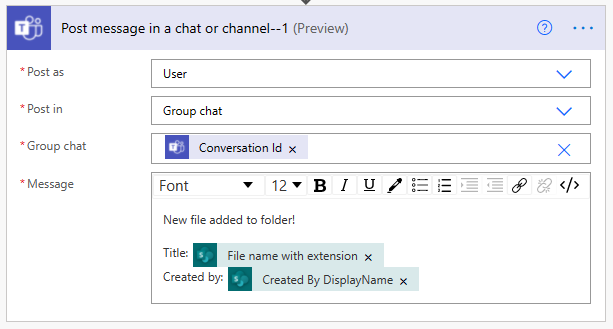 Post message in a chat or channel--1 (Preview)
* Post as
User
* Post in
Group chat
* Group chat
Conversation Id ×
* Message
Font 12 B I U </>
New file added to folder!
Title: File name with extension ×
Created by: Created By DisplayName ×